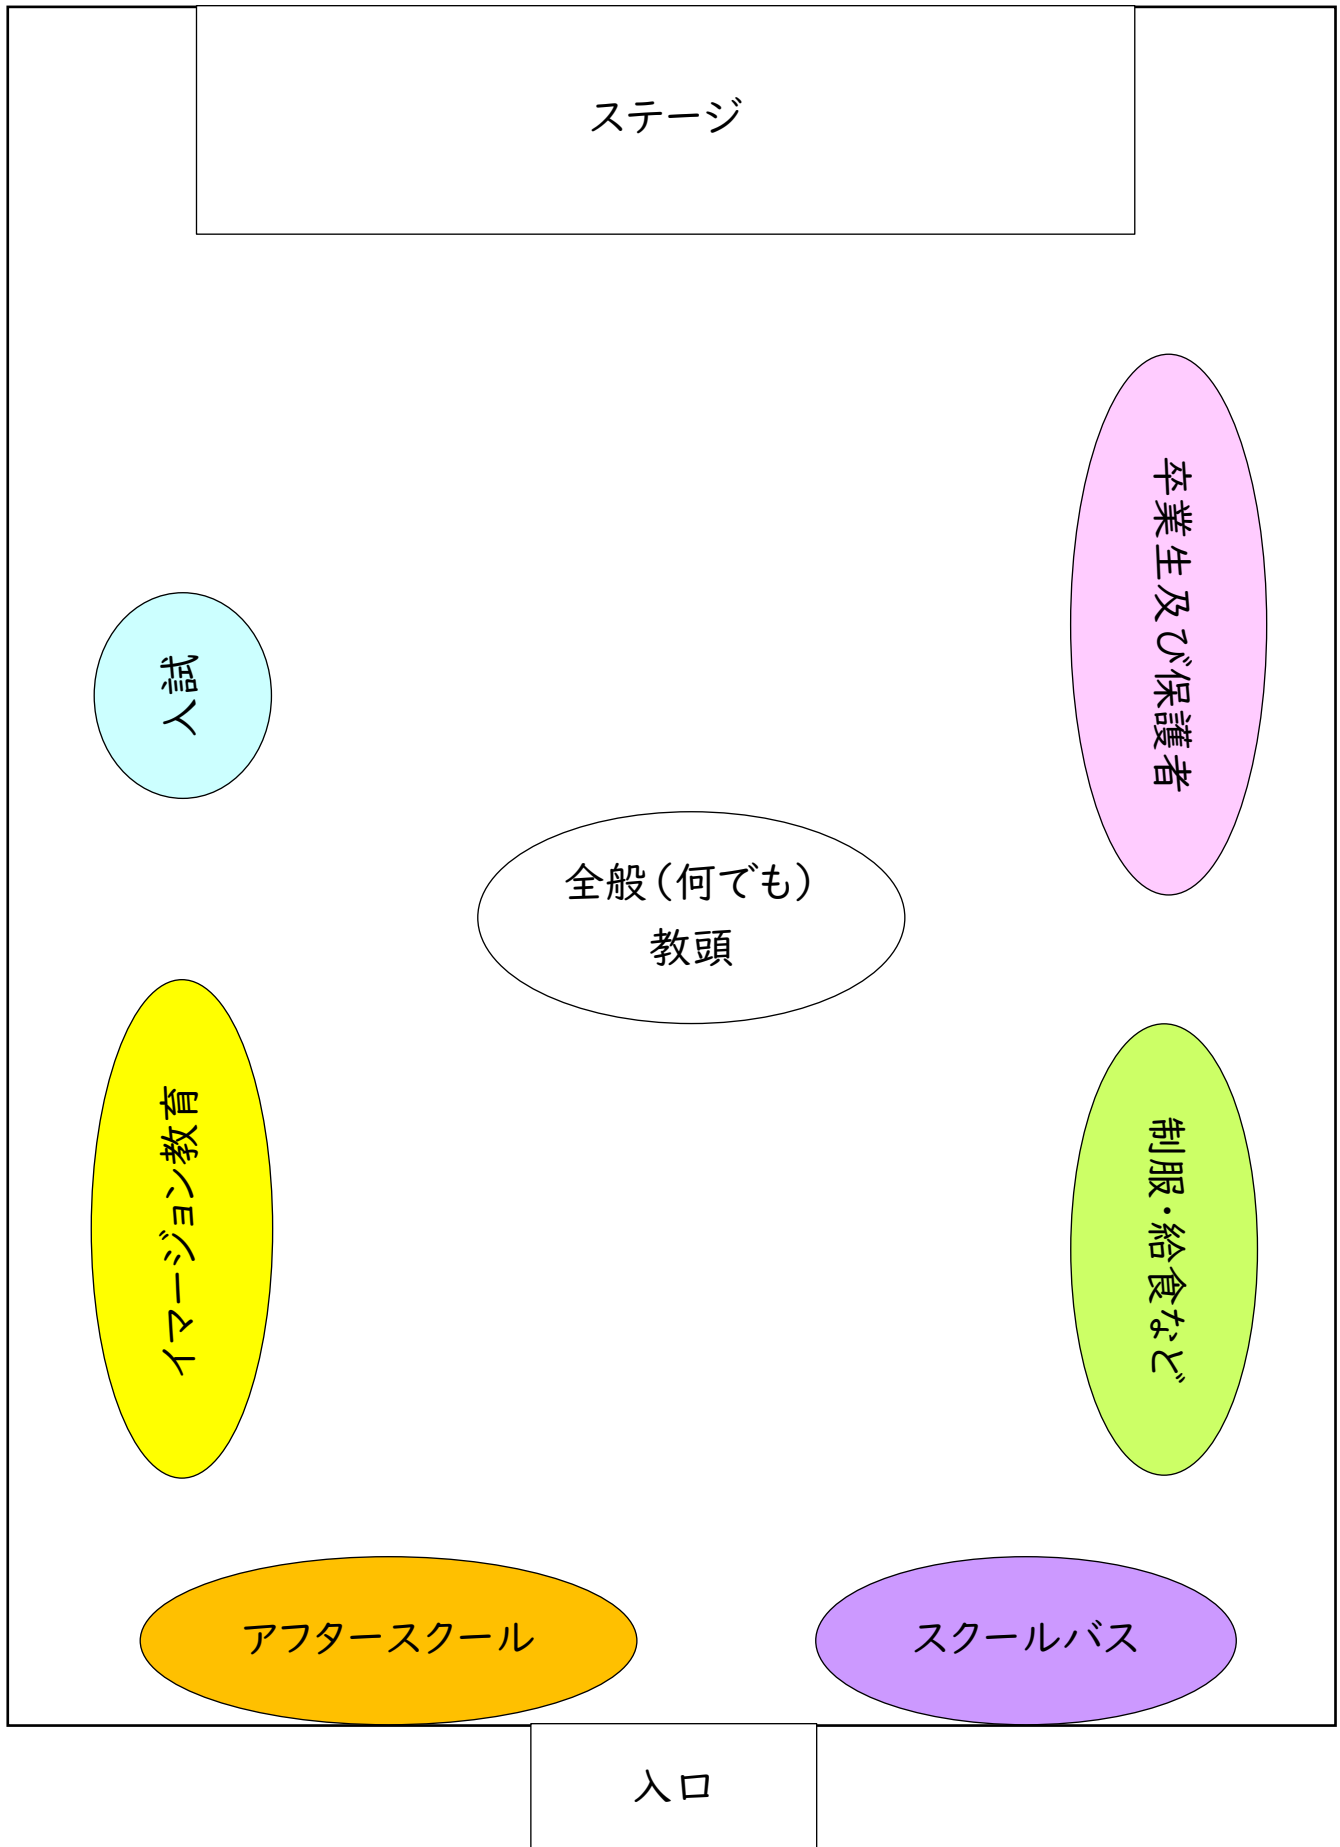 ステージ
卒業生及び保護者
入試
全般（何でも）
教頭
イマージョン教育
制服・給食など
アフタースクール
スクールバス
入口